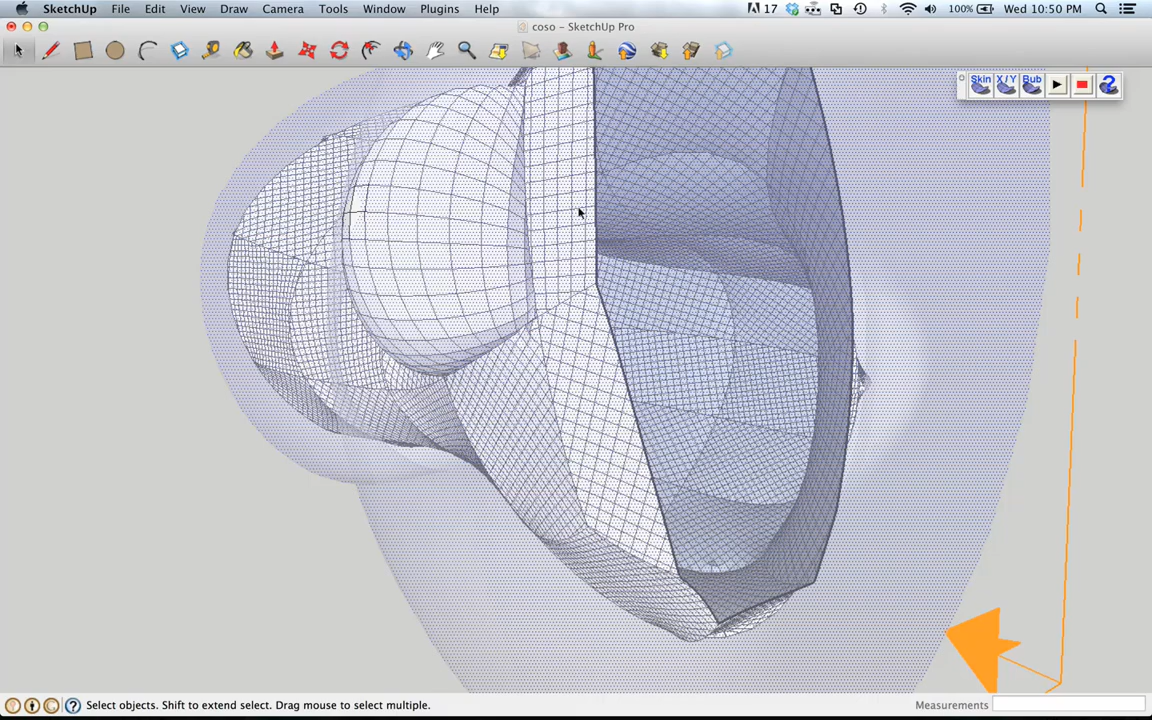 SketchUp File Edit View Draw Camera Tools Window Plugins Help 17 100% Wed 10:50 PM
coso – SketchUp Pro
Skin X / Y Bub
Select objects. Shift to extend select. Drag mouse to select multiple. Measurements